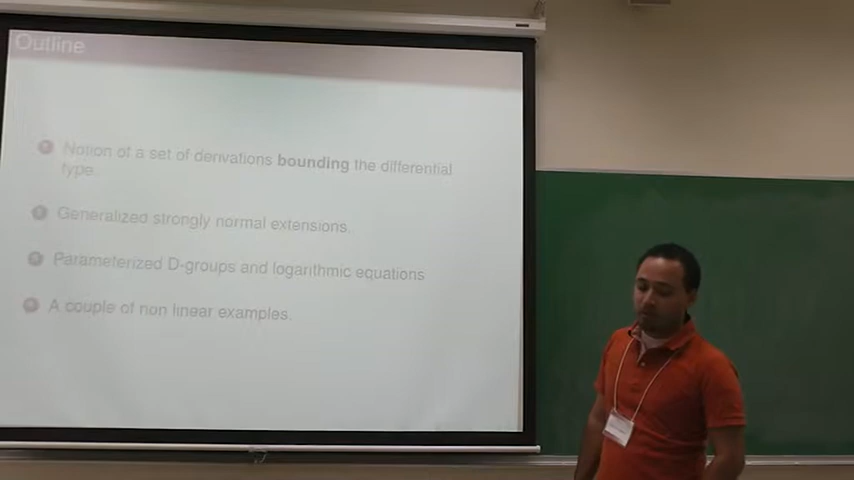 Outline
Notion of a set of derivations bounding the differential
type.
Generalized strongly normal extensions.
Parameterized D-groups and logarithmic equations
A couple of non linear examples.